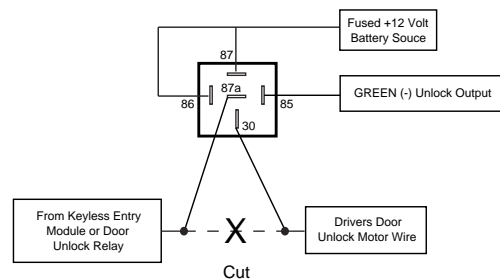 Fused +12 Volt
Battery Souce
87
87a
86
85
30
GREEN (-) Unlock Output
From Keyless Entry
Module or Door
Unlock Relay
X
Drivers Door
Unlock Motor Wire
Cut